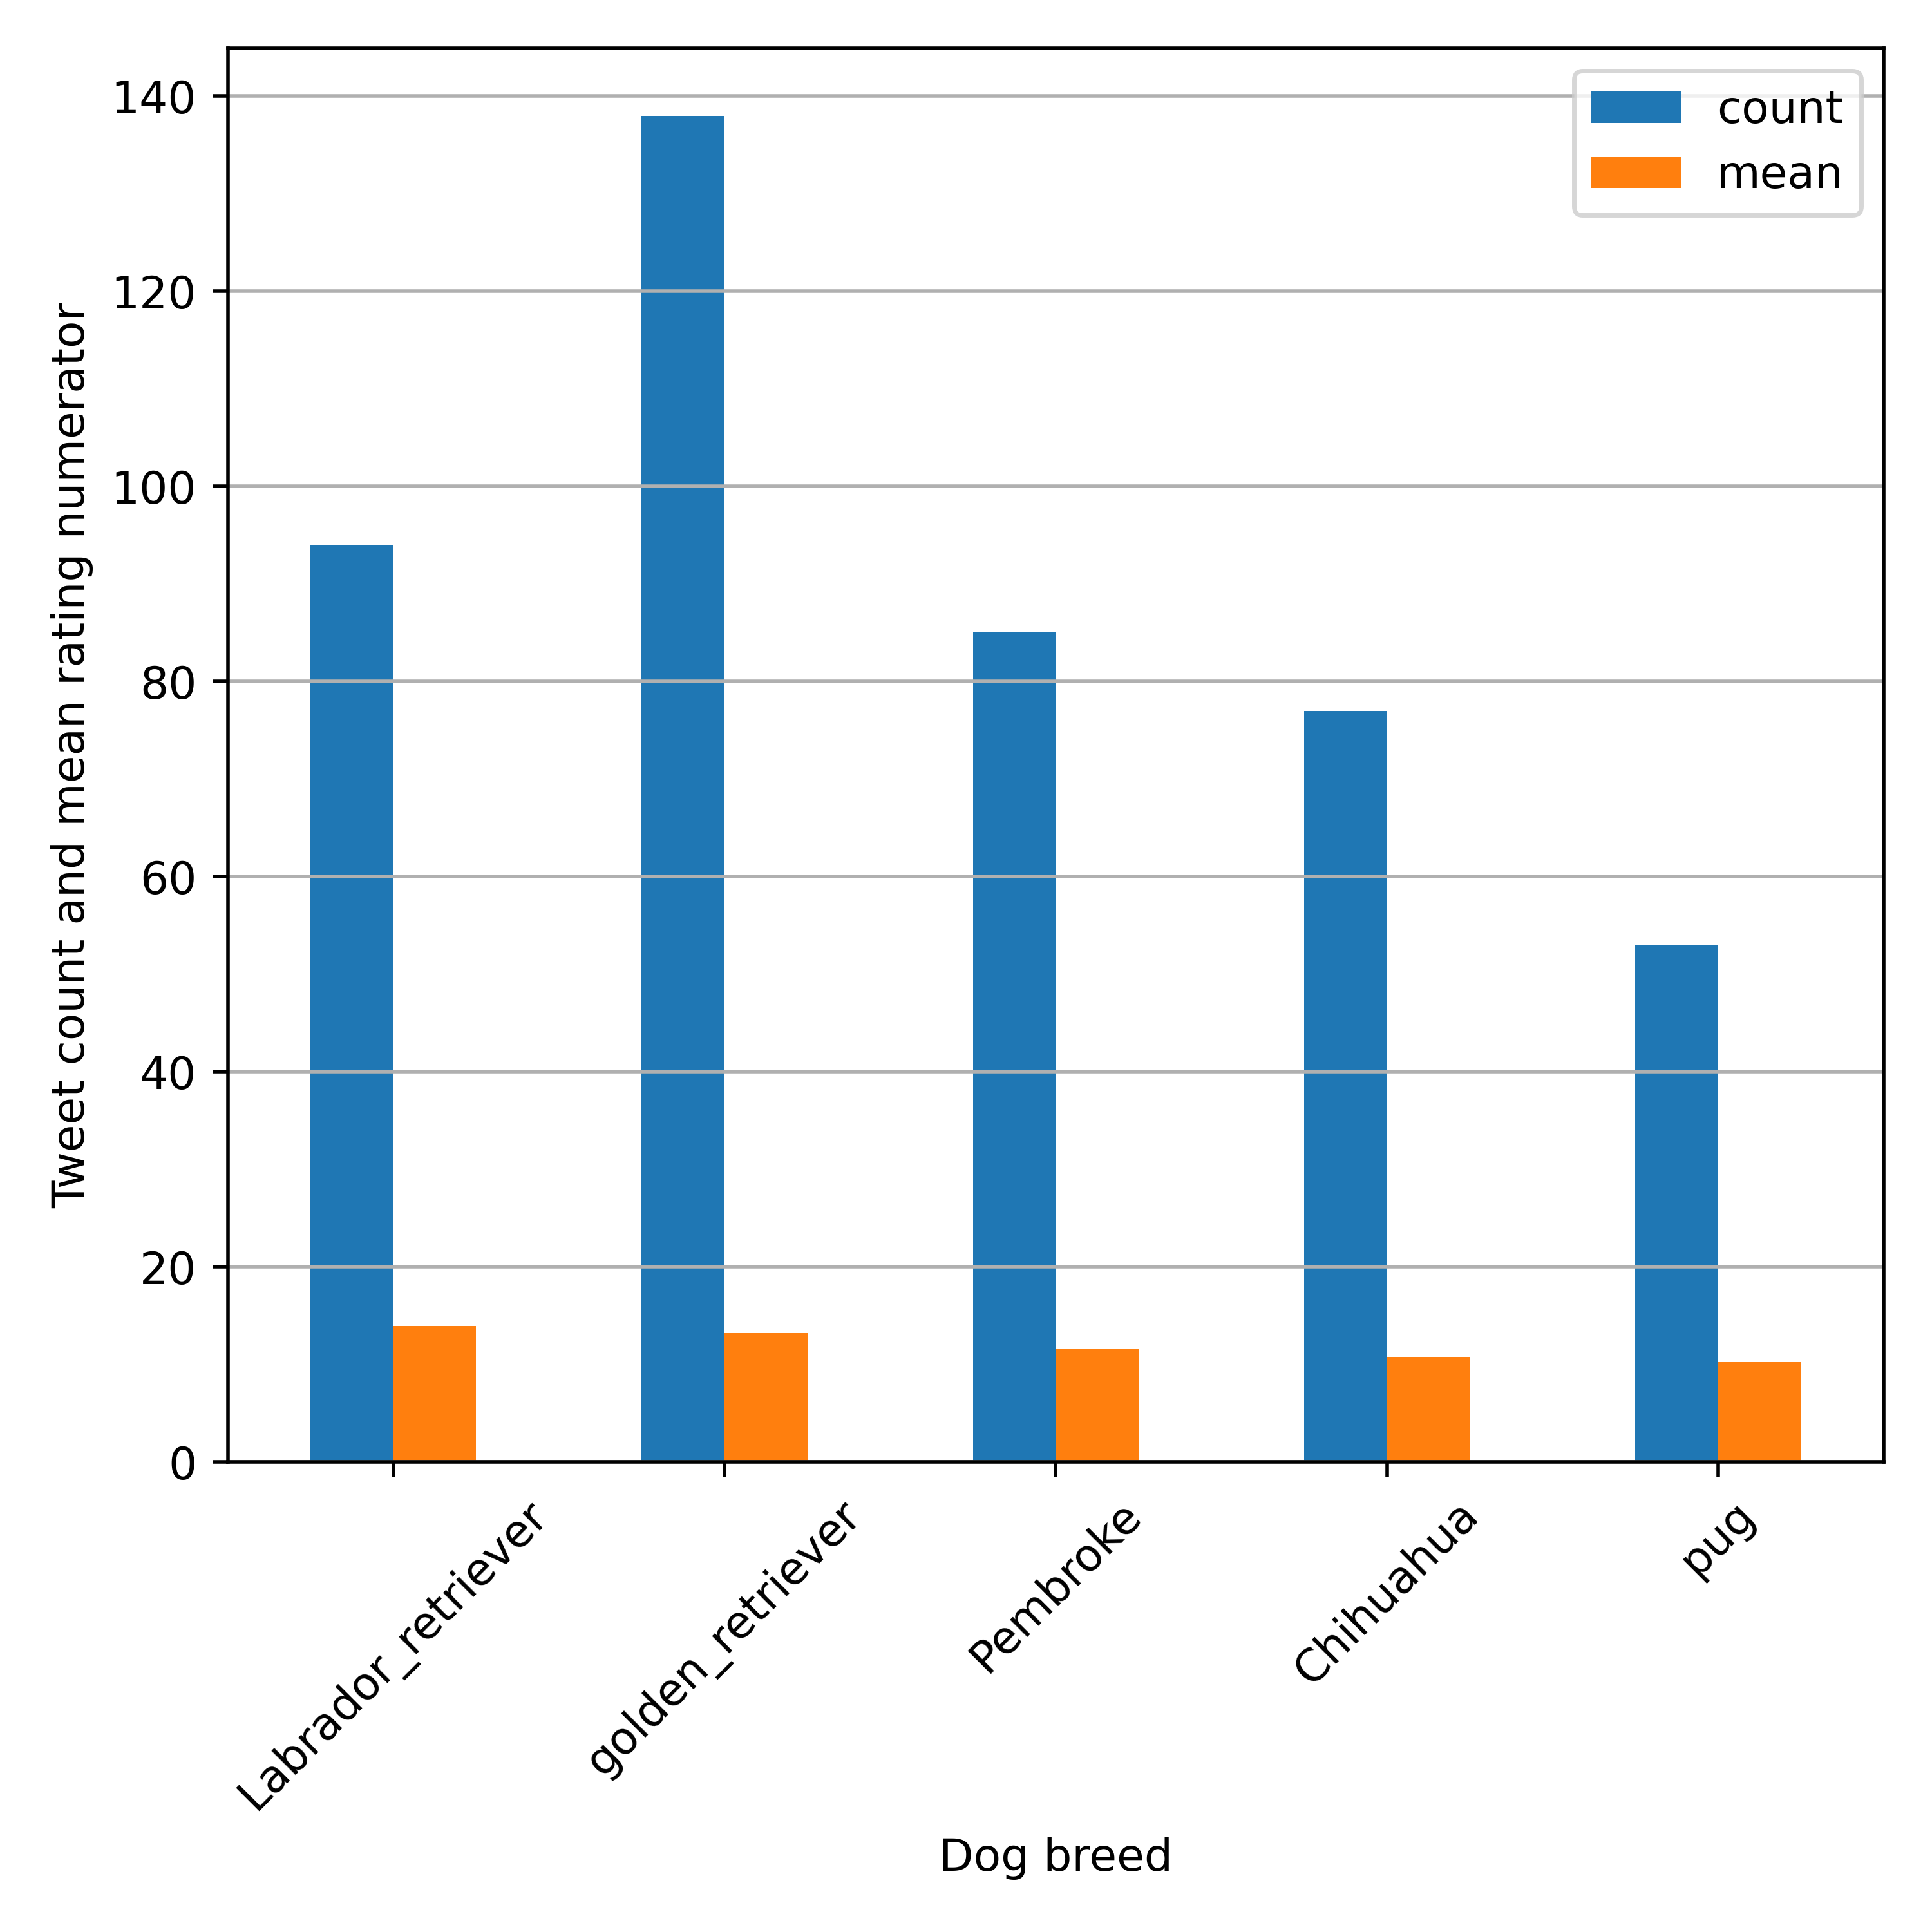 140
120
100
80
60
40
20
0
Tweet count and mean rating numerator
count
mean
Labrador_retriever
golden_retriever
Pembroke
Chihuahua
pug
Dog breed